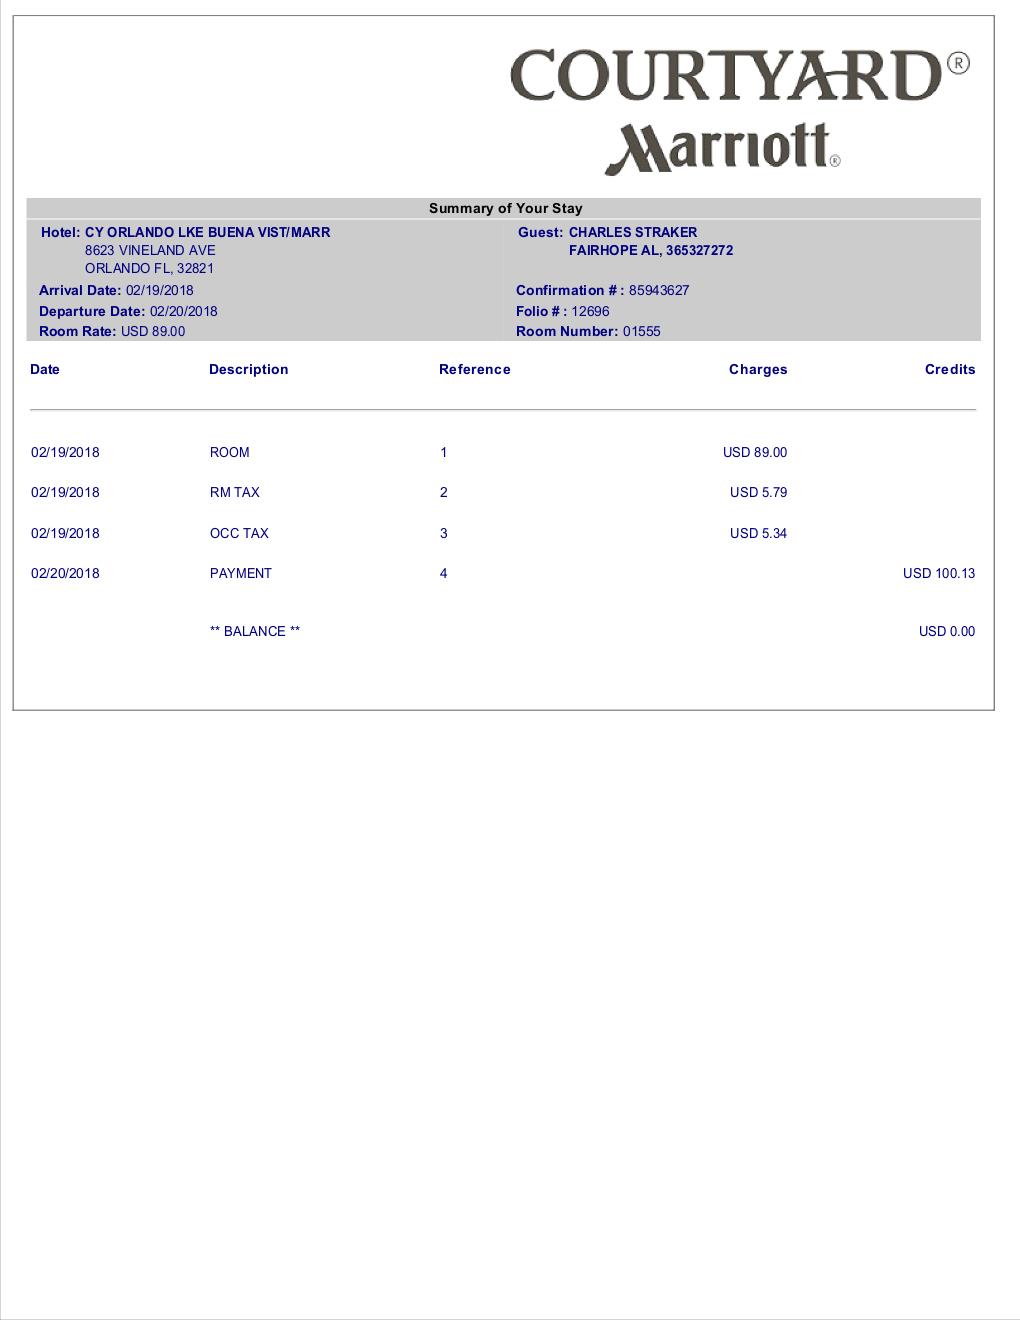 COURTYARD®
Marriott®
Summary of Your Stay
Hotel: CY ORLANDO LKE BUENA VIST/MARR
8623 VINELAND AVE
ORLANDO FL, 32821
Guest: CHARLES STRAKER
FAIRHOPE AL, 365327272
Arrival Date: 02/19/2018
Confirmation # : 85943627
Departure Date: 02/20/2018
Folio # : 12696
Room Rate: USD 89.00
Room Number: 01555
Date Description Reference Charges Credits
02/19/2018 ROOM 1 USD 89.00
02/19/2018 RM TAX 2 USD 5.79
02/19/2018 OCC TAX 3 USD 5.34
02/20/2018 PAYMENT 4 USD 100.13
** BALANCE ** USD 0.00